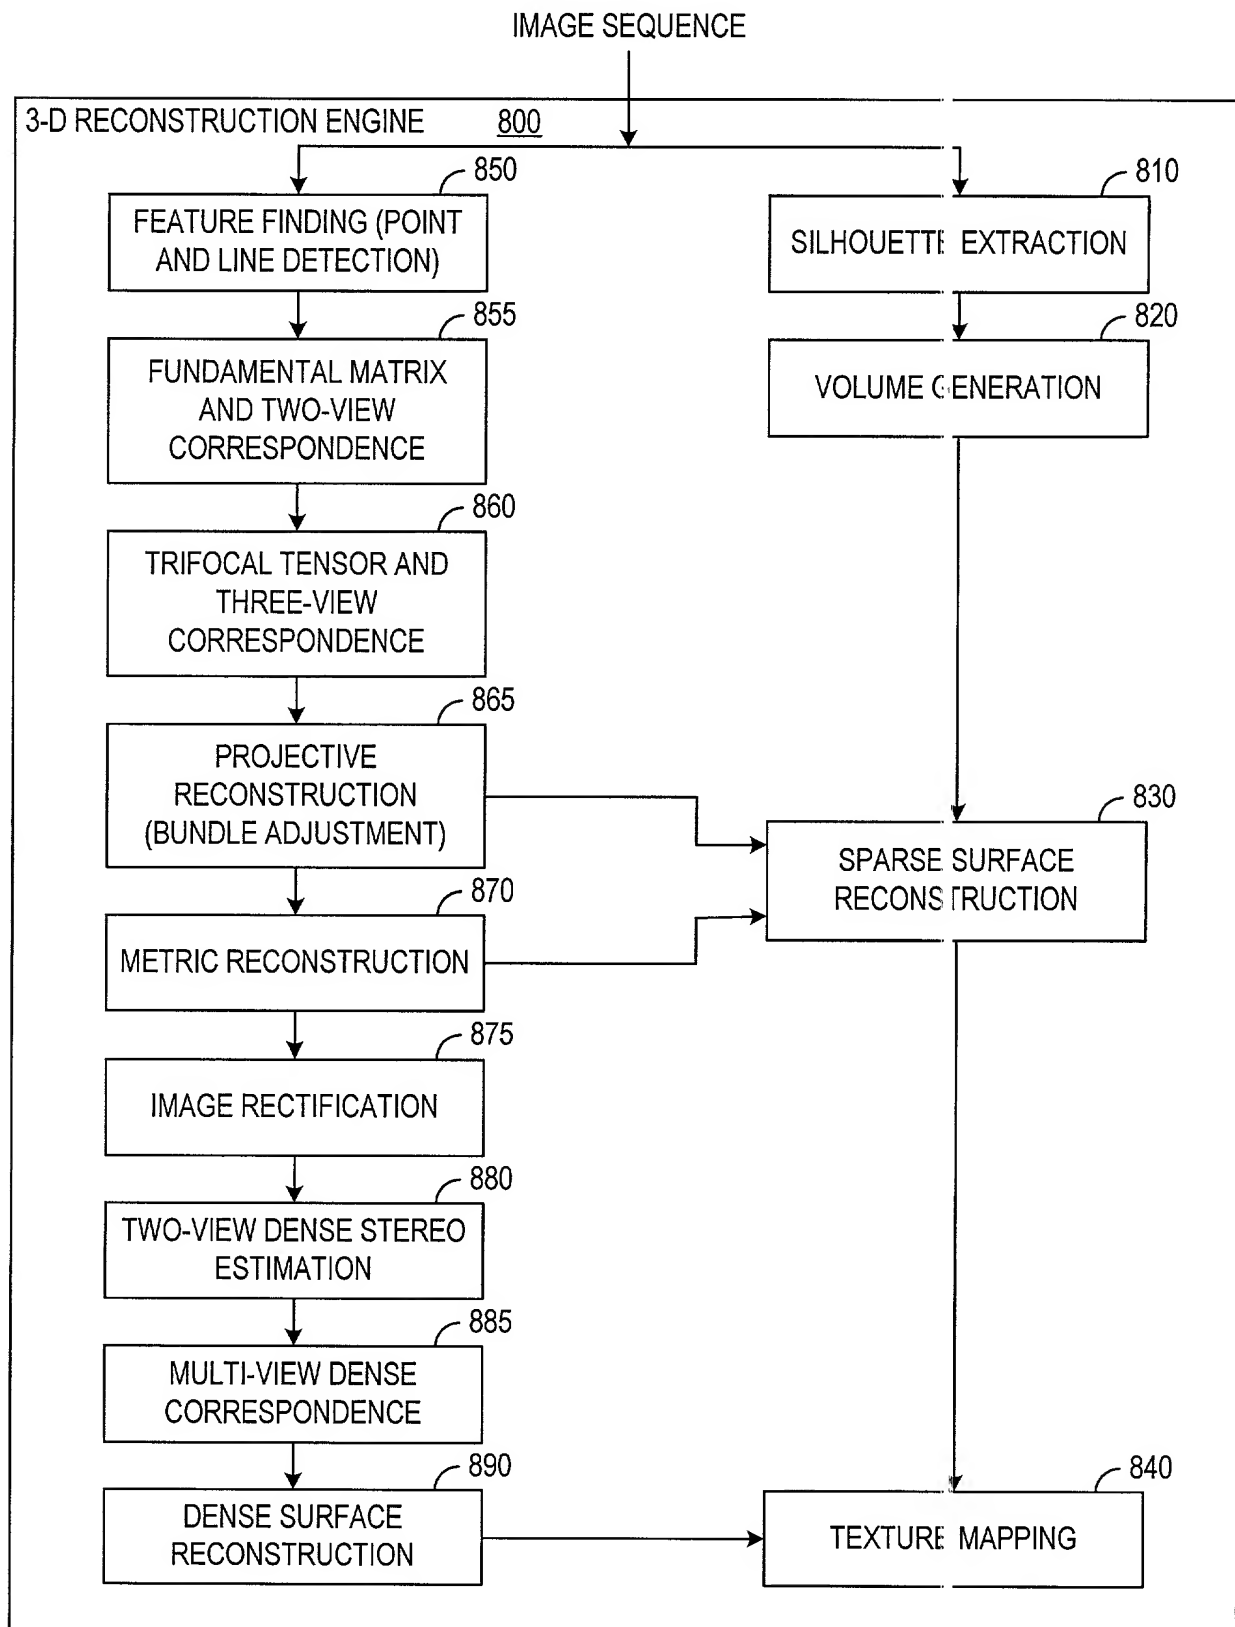 IMAGE SEQUENCE
3-D RECONSTRUCTION ENGINE 800
850
FEATURE FINDING (POINT
AND LINE DETECTION)
855
FUNDAMENTAL MATRIX
AND TWO-VIEW
CORRESPONDENCE
860
TRIFOCAL TENSOR AND
THREE-VIEW
CORRESPONDENCE
865
PROJECTIVE
RECONSTRUCTION
(BUNDLE ADJUSTMENT)
870
METRIC RECONSTRUCTION
875
IMAGE RECTIFICATION
880
TWO-VIEW DENSE STEREO
ESTIMATION
885
MULTI-VIEW DENSE
CORRESPONDENCE
890
DENSE SURFACE
RECONSTRUCTION
810
SILHOUETTE EXTRACTION
820
VOLUME GENERATION
830
SPARSE SURFACE
RECONSTRUCTION
840
TEXTURE MAPPING